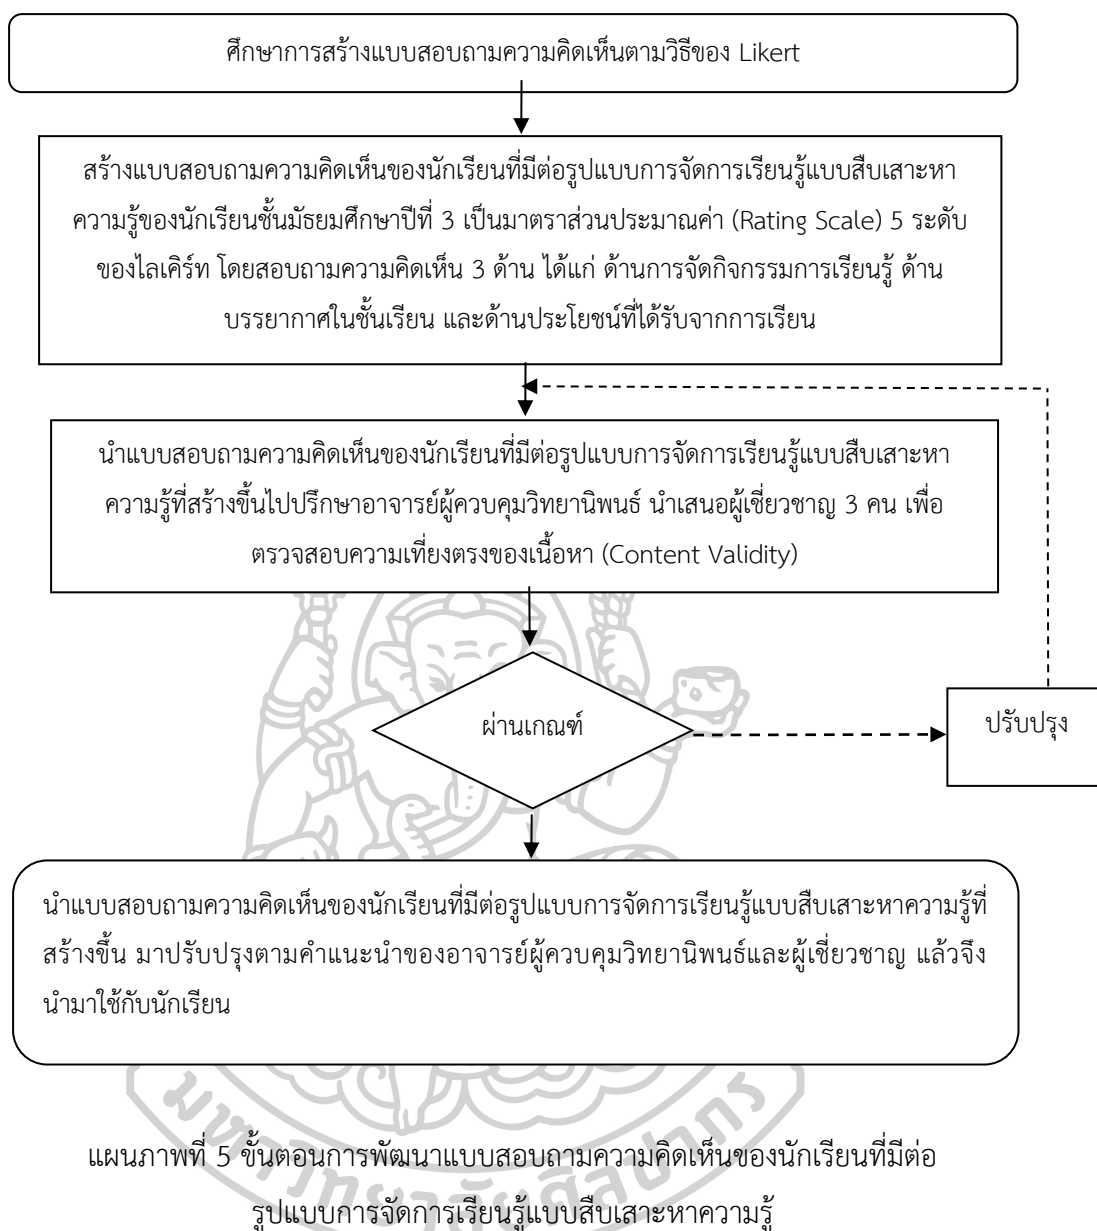 ศึกษาการสร้างแบบสอบถามความคิดเห็นตามวิธีของ Likert
สร้างแบบสอบถามความคิดเห็นของนักเรียนที่มีต่อรูปแบบการจัดการเรียนรู้แบบสืบเสาะหา
ความรู้ของนักเรียนชั้นมัธยมศึกษาปีที่ 3 เป็นมาตราส่วนประมาณค่า (Rating Scale) 5 ระดับ
ของไลเคิร์ท โดยสอบถามความคิดเห็น 3 ด้าน ได้แก่ ด้านการจัดกิจกรรมการเรียนรู้ ด้าน
บรรยากาศในชั้นเรียน และด้านประโยชน์ที่ได้รับจากการเรียน
นำแบบสอบถามความคิดเห็นของนักเรียนที่มีต่อรูปแบบการจัดการเรียนรู้แบบสืบเสาะหา
ความรู้ที่สร้างขึ้นไปปรึกษาอาจารย์ผู้ควบคุมวิทยานิพนธ์ นำเสนอผู้เชี่ยวชาญ 3 คน เพื่อ
ตรวจสอบความเที่ยงตรงของเนื้อหา (Content Validity)
ผ่านเกณฑ์
ปรับปรุง
นำแบบสอบถามความคิดเห็นของนักเรียนที่มีต่อรูปแบบการจัดการเรียนรู้แบบสืบเสาะหาความรู้ที่
สร้างขึ้น มาปรับปรุงตามคำแนะนำของอาจารย์ผู้ควบคุมวิทยานิพนธ์และผู้เชี่ยวชาญ แล้วจึง
นำมาใช้กับนักเรียน
มหาวิทยาลัยศิลปากร
แผนภาพที่ 5 ขั้นตอนการพัฒนาแบบสอบถามความคิดเห็นของนักเรียนที่มีต่อ
รูปแบบการจัดการเรียนรู้แบบสืบเสาะหาความรู้